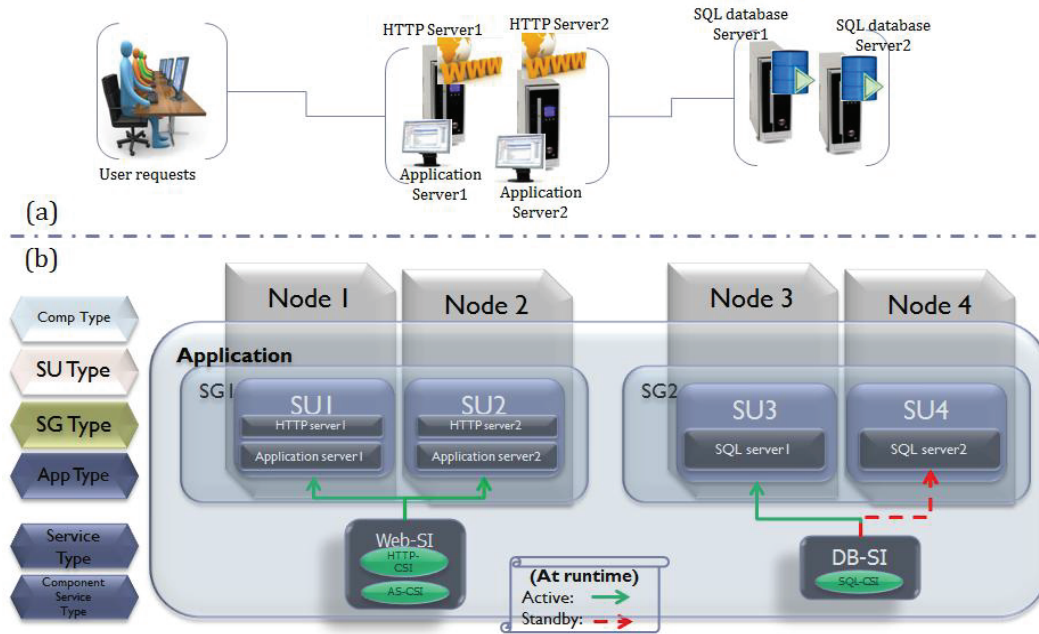 HTTP Server1
HTTP Server2
SQL database
Server1
SQL database
Server2
WWW
WWW
User requests
Application
Server1
Application
Server2
(a)
(b)
Node 1
Node 2
Node 3
Node 4
Comp Type
SU Type
SG Type
App Type
Service
Type
Component
Service
Type
Application
SG1
SU1
HTTP server1
Application server1
SU2
HTTP server2
Application server2
SG2
SU3
SQL server1
SU4
SQL server2
Web-SI
HTTP-
CSI
AS-CSI
DB-SI
SQL-CSI
(At runtime)
Active:
Standby: